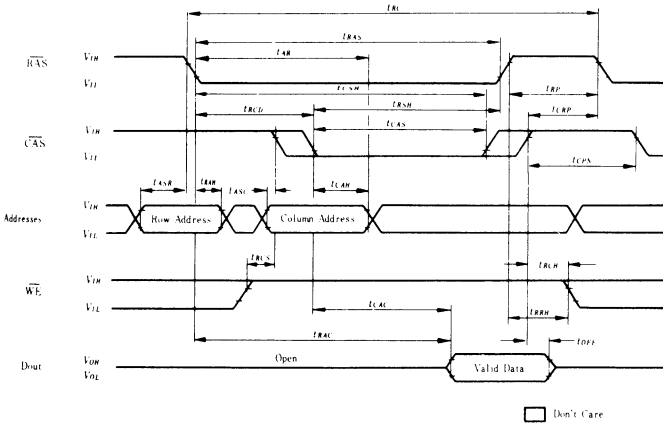 tRC
tRAS
tAR
RAS
VIH
VIL
tCSH
tRP
tRCD
tRSH
tCRP
CAS
VIH
VIL
tCAS
tCPN
tASR
tRAH
tASC
tCAH
Addresses
VIH
VIL
Row Address
Column Address
tRCS
tRCH
WE
VIH
VIL
tCAC
tRRH
tRAC
tOFF
Dout
VOH
VOL
Open
Valid Data
Don't Care